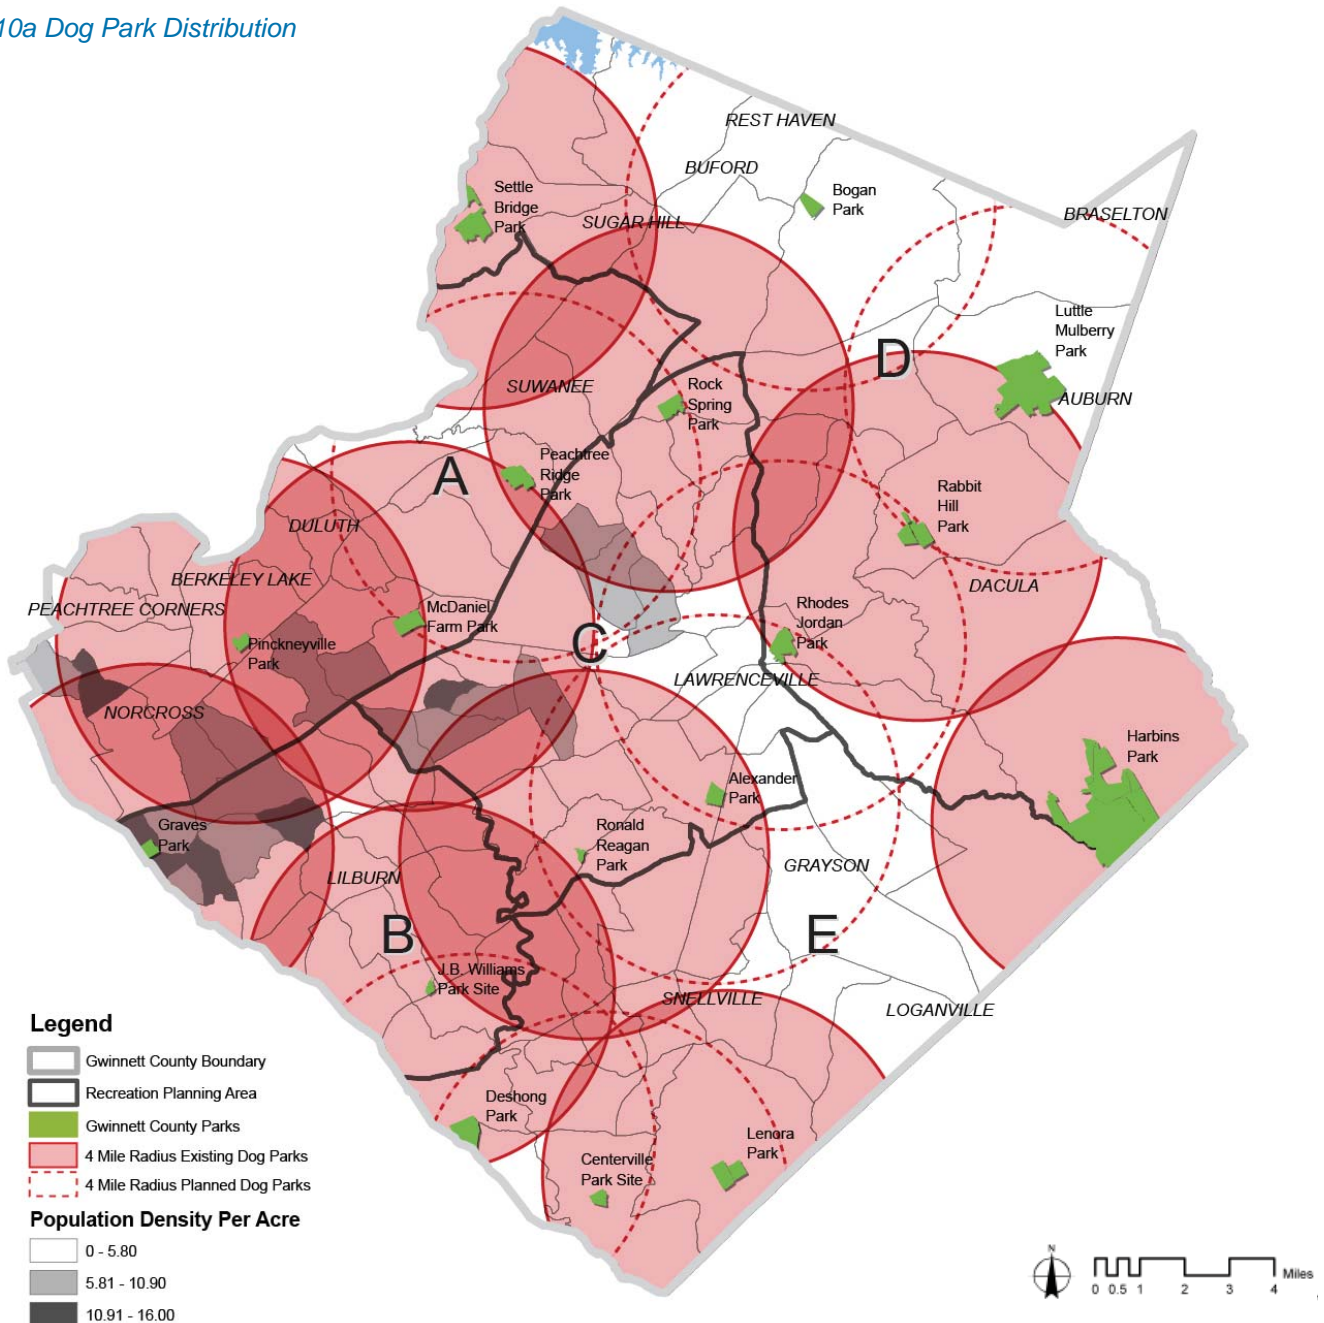 10a Dog Park Distribution
REST HAVEN
BUFORD
Settle
Bridge
Park
Bogan
Park
SUGAR HILL
BRASELTON
Luttle
Mulberry
Park
D
SUWANEE
Rock
Spring
Park
AUBURN
A
Peachtree
Ridge
Park
Rabbit
Hill
Park
DULUTH
BERKELEY LAKE
DACULA
PEACHTREE CORNERS
McDaniel
Farm Park
Rhodes
Jordan
Park
Pinckneyville
Park
C
LAWRENCEVILLE
NORCROSS
Harbins
Park
Alexander
Park
Graves
Park
Ronald
Reagan
Park
GRAYSON
LILBURN
B
E
J.B. Williams
Park Site
SNELLVILLE
LOGANVILLE
Deshong
Park
Lenora
Park
Centerville
Park Site
Legend
Gwinnett County Boundary
Recreation Planning Area
Gwinnett County Parks
4 Mile Radius Existing Dog Parks
4 Mile Radius Planned Dog Parks
Population Density Per Acre
0 - 5.80
5.81 - 10.90
10.91 - 16.00
N
Miles
0 0.5 1 2 3 4